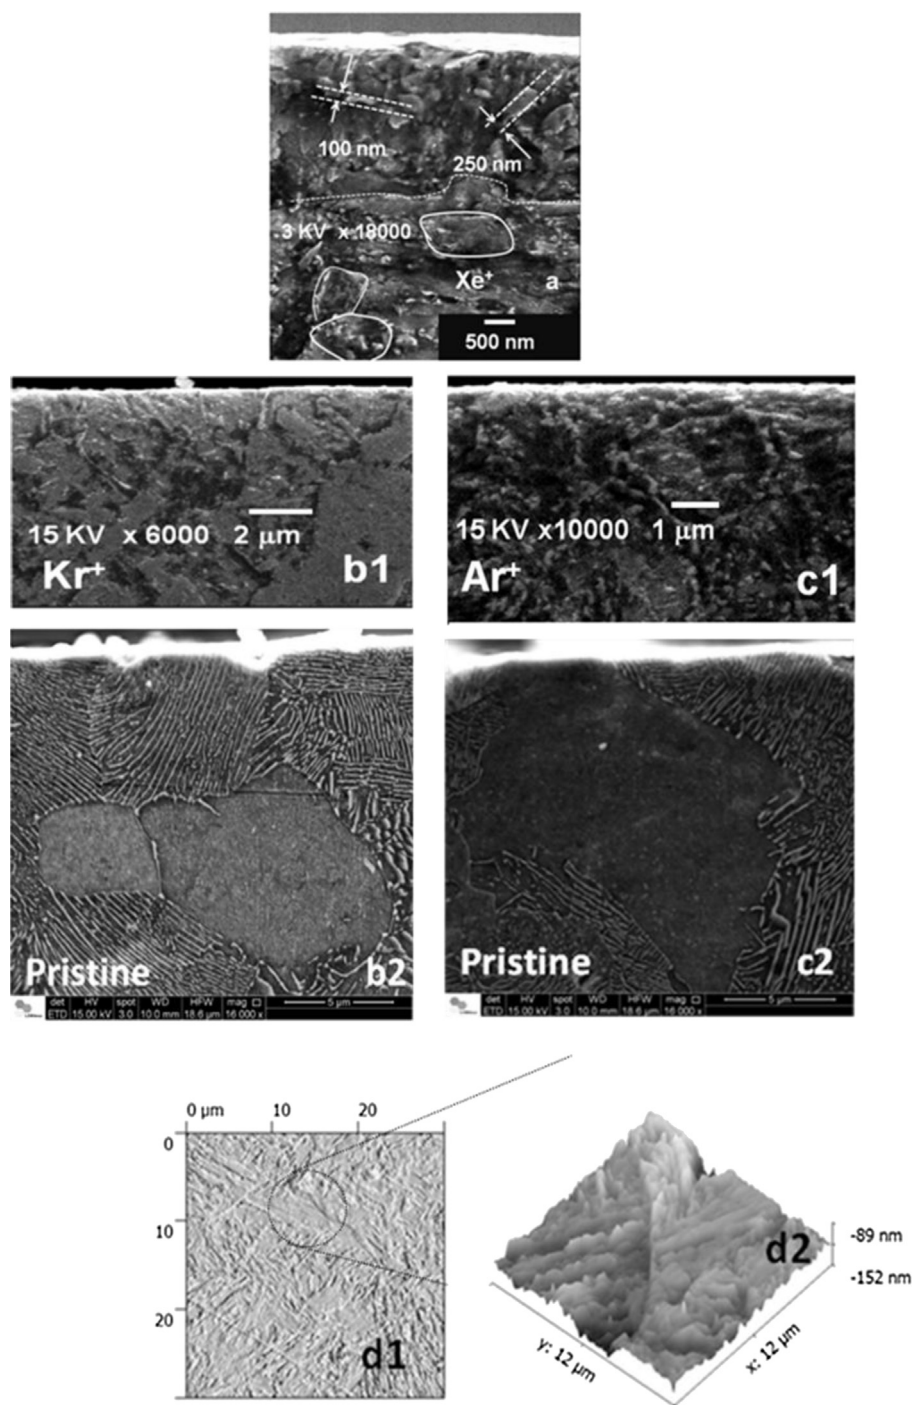 100 nm
250 nm
3 KV x 18000
Xe⁺ a
500 nm
15 KV x 6000 2 μm
Kr⁺ b1
15 KV x10000 1 μm
Ar⁺ c1
Pristine b2
det HV spot WD HFW mag
ETD 15.00 kV 3.0 10.0 mm 18.6 μm 16 000 x
5 μm
Pristine c2
det HV spot WD HFW mag
ETD 15.00 kV 3.0 10.0 mm 18.6 μm 16 000 x
5 μm
0 μm 10 20
0
10
20
d1
d2
-89 nm
-152 nm
y: 12 μm
x: 12 μm